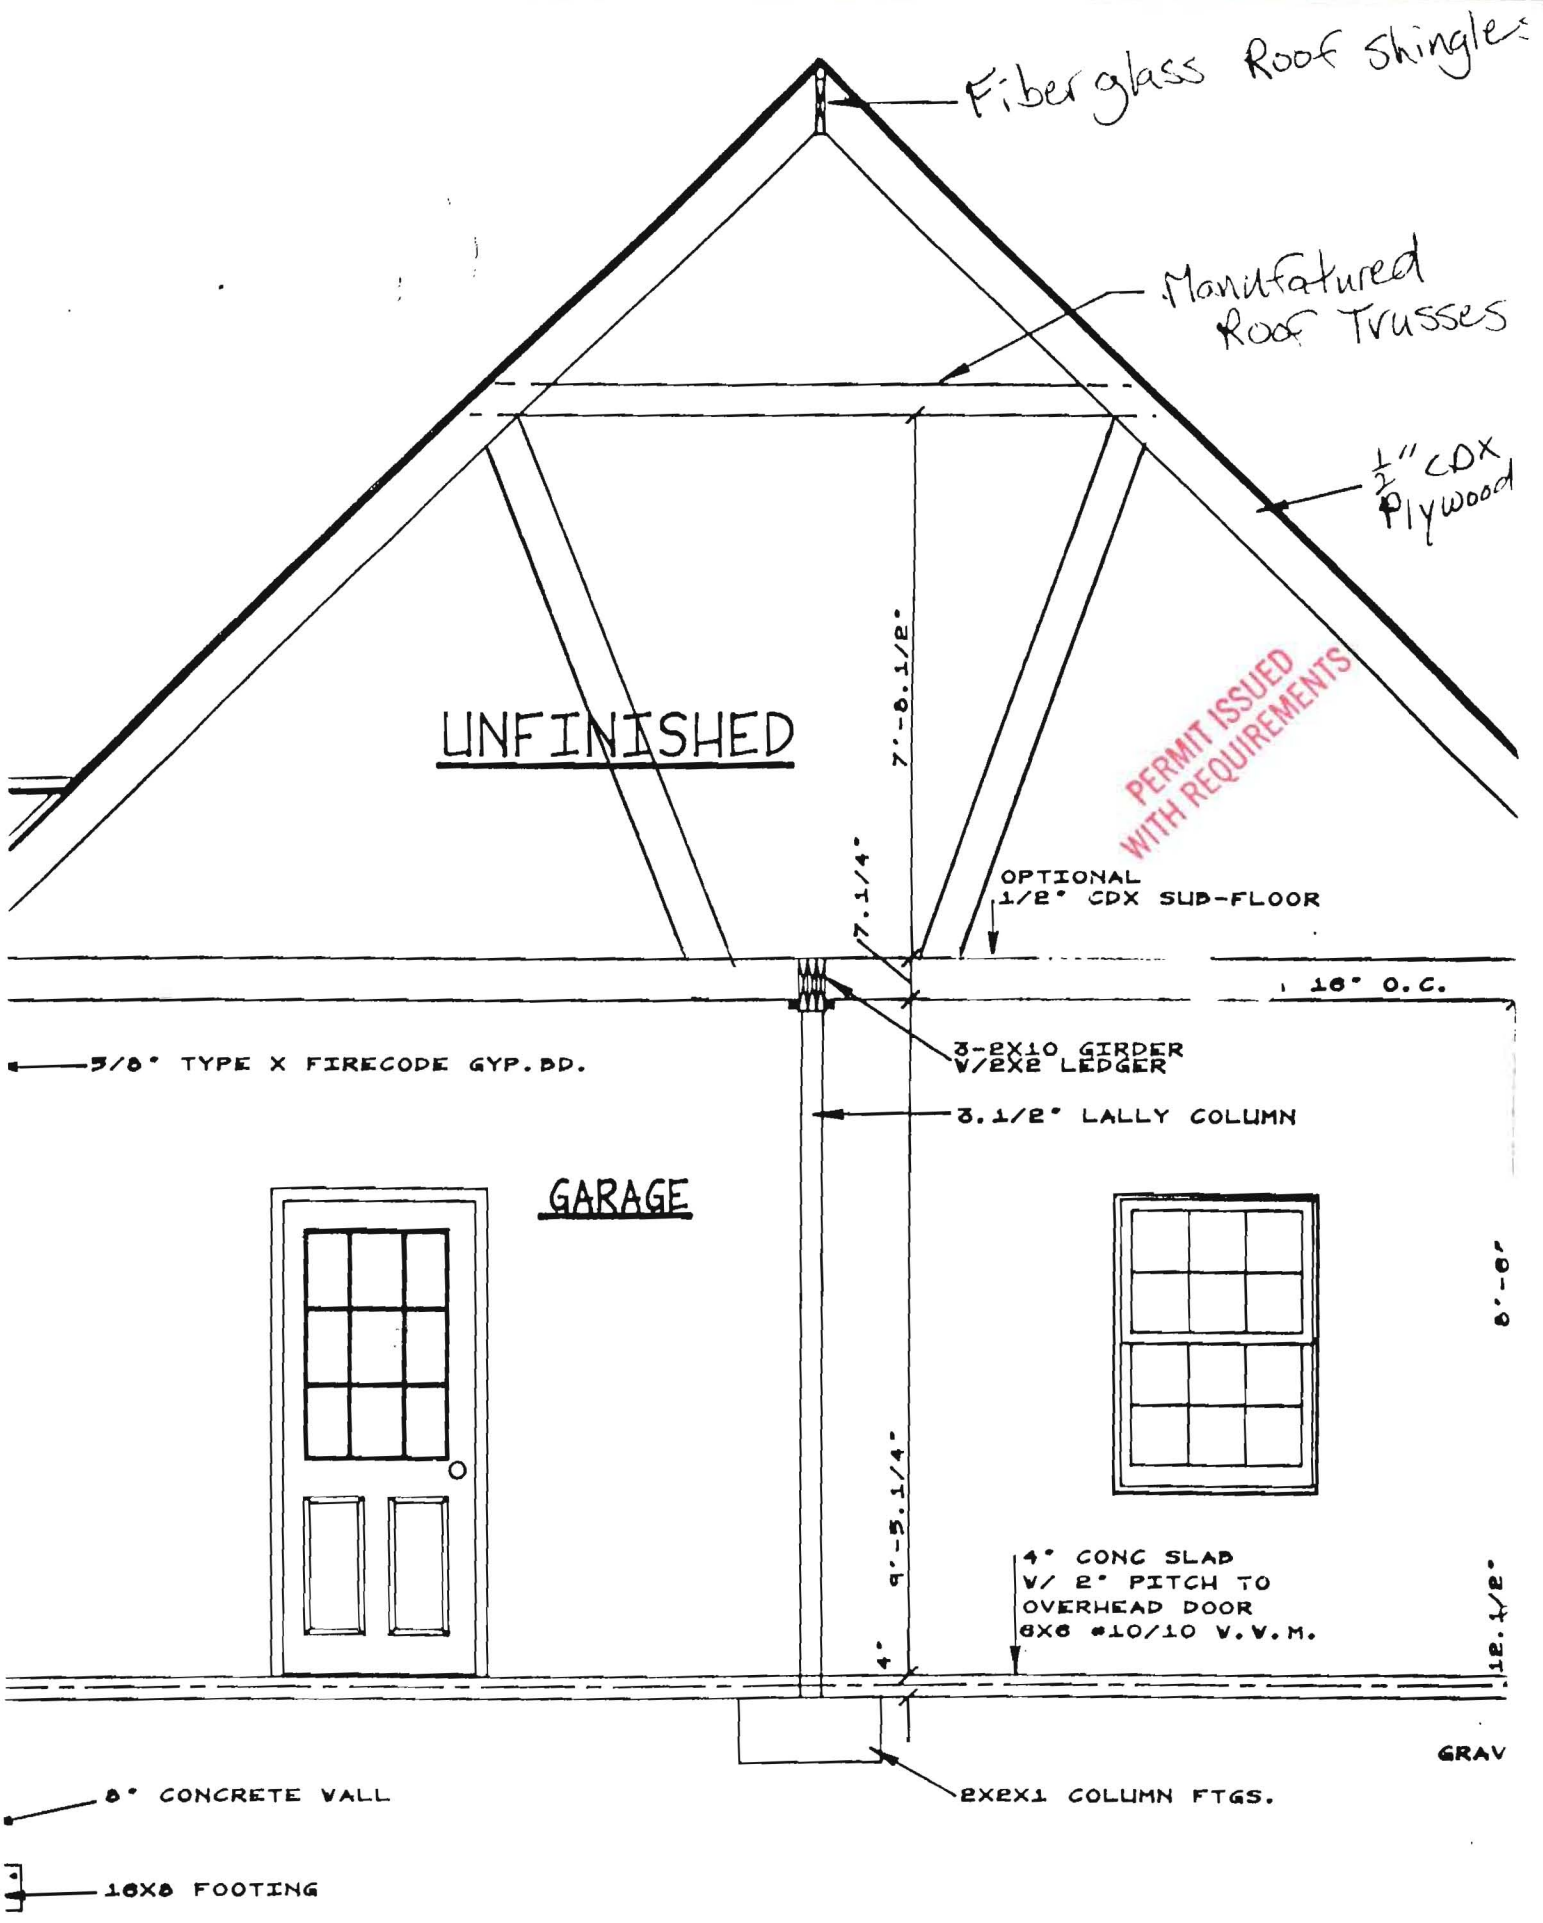 Fiberglass Roof Shingles
Manufatured
Roof Trusses
1/2" CDX
Plywood
7'-8.1/2"
UNFINISHED
PERMIT ISSUED
WITH REQUIREMENTS
7.1/4"
OPTIONAL
1/2" CDX SUB-FLOOR
16" O.C.
3-2X10 GIRDER
W/2X2 LEDGER
5/8" TYPE X FIRECODE GYP.BD.
3.1/2" LALLY COLUMN
GARAGE
8'-8"
9'-5.1/4"
4" CONC SLAB
W/ 2" PITCH TO
OVERHEAD DOOR
6X6 #10/10 W.W.M.
12.1/2"
4"
GRAV
8" CONCRETE WALL
2X2X1 COLUMN FTGS.
16X8 FOOTING